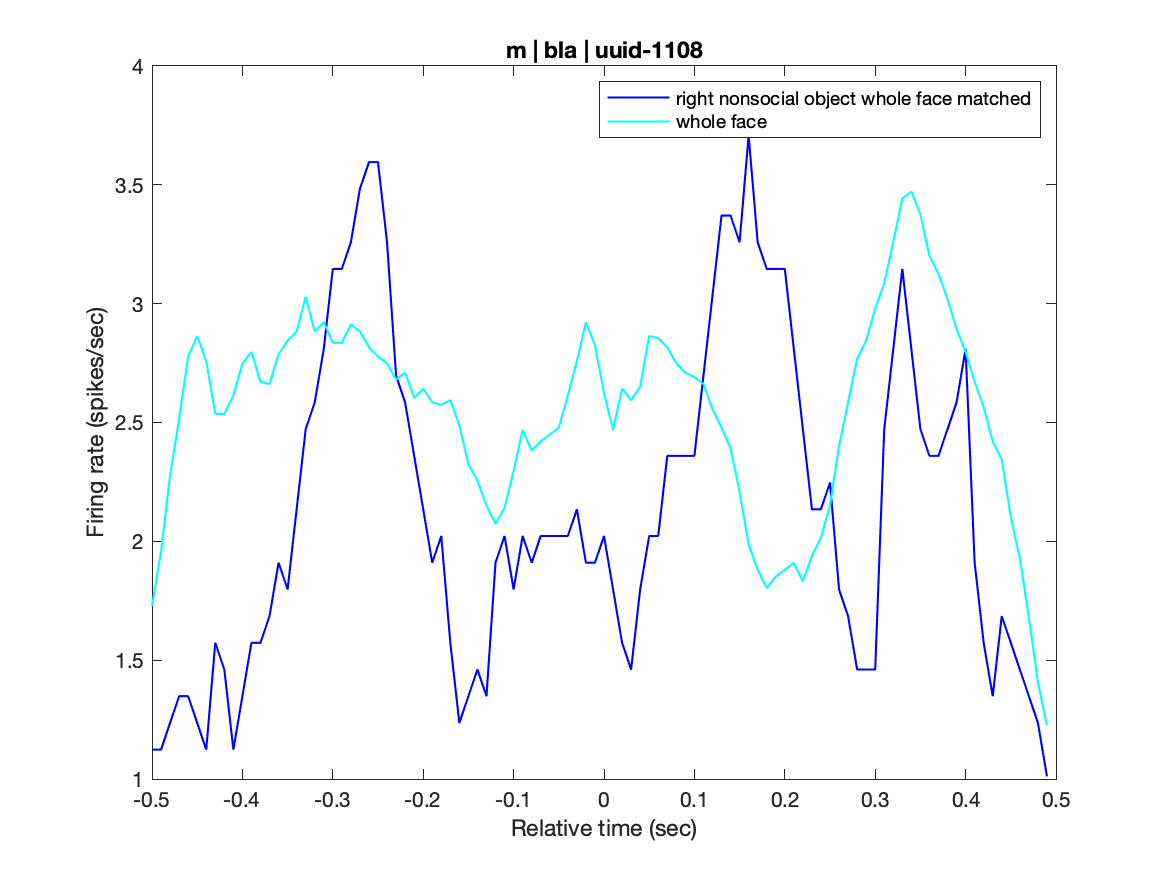 m | bla | uuid-1108
right nonsocial object whole face matched
whole face
4
3.5
3
2.5
2
1.5
1
Firing rate (spikes/sec)
-0.5 -0.4 -0.3 -0.2 -0.1 0 0.1 0.2 0.3 0.4 0.5
Relative time (sec)